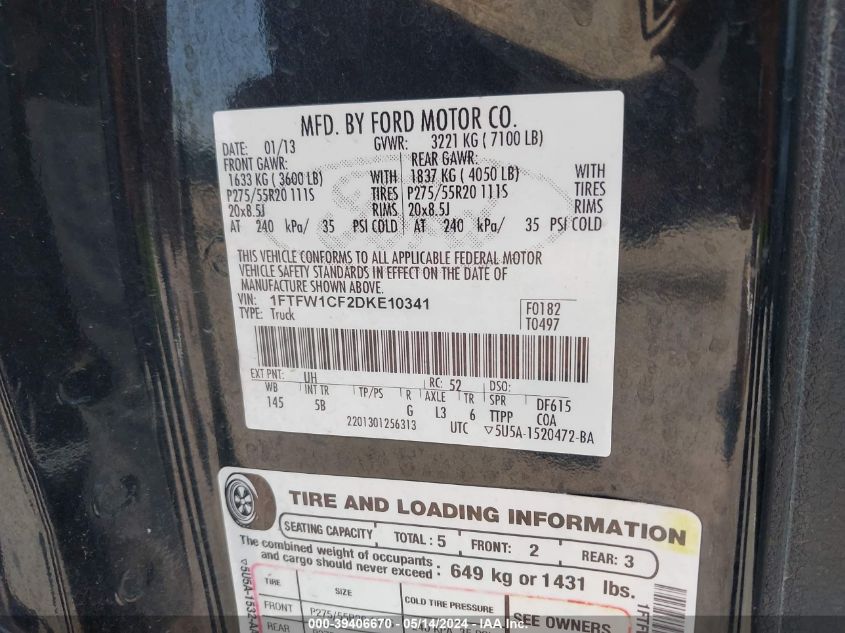 MFD. BY FORD MOTOR CO.
DATE: 01/13 GVWR: 3221 KG ( 7100 LB)
FRONT GAWR: REAR GAWR:
1633 KG ( 3600 LB) WITH 1837 KG ( 4050 LB) WITH
P275/55R20 111S TIRES P275/55R20 111S TIRES
20x8.5J RIMS 20x8.5J RIMS
AT 240 kPa/ 35 PSI COLD AT 240 kPa/ 35 PSI COLD
THIS VEHICLE CONFORMS TO ALL APPLICABLE FEDERAL MOTOR
VEHICLE SAFETY STANDARDS IN EFFECT ON THE DATE OF
MANUFACTURE SHOWN ABOVE.
VIN: 1FTFW1CF2DKE10341 F0182
TYPE: Truck T0497
EXT PNT: UH RC: 52 DSO:
WB INT TR TP/PS R AXLE TR SPR DF615
145 5B G L3 6 TTPP COA
2201301256313 UTC ▽5U5A-1520472-BA
TIRE AND LOADING INFORMATION
SEATING CAPACITY TOTAL : 5 FRONT: 2 REAR: 3
The combined weight of occupants
and cargo should never exceed : 649 kg or 1431 lbs.
TIRE SIZE COLD TIRE PRESSURE SEE OWNERS
FRONT
REAR